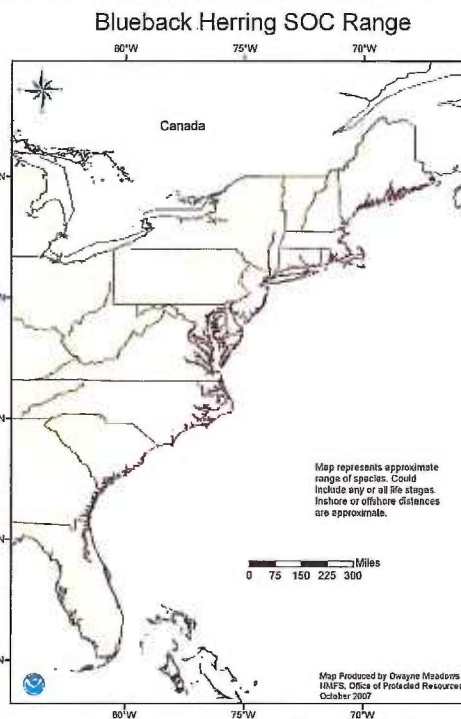 Blueback Herring SOC Range
80°W 75°W 70°W
Canada
Map represents approximate
range of species. Could
include any or all life stages.
Inshore or offshore distances
are approximate.
Miles
0 75 150 225 300
Map Produced by Dwayne Meadows
NMFS, Office of Protected Resources
October 2007
80°W 75°W 70°W